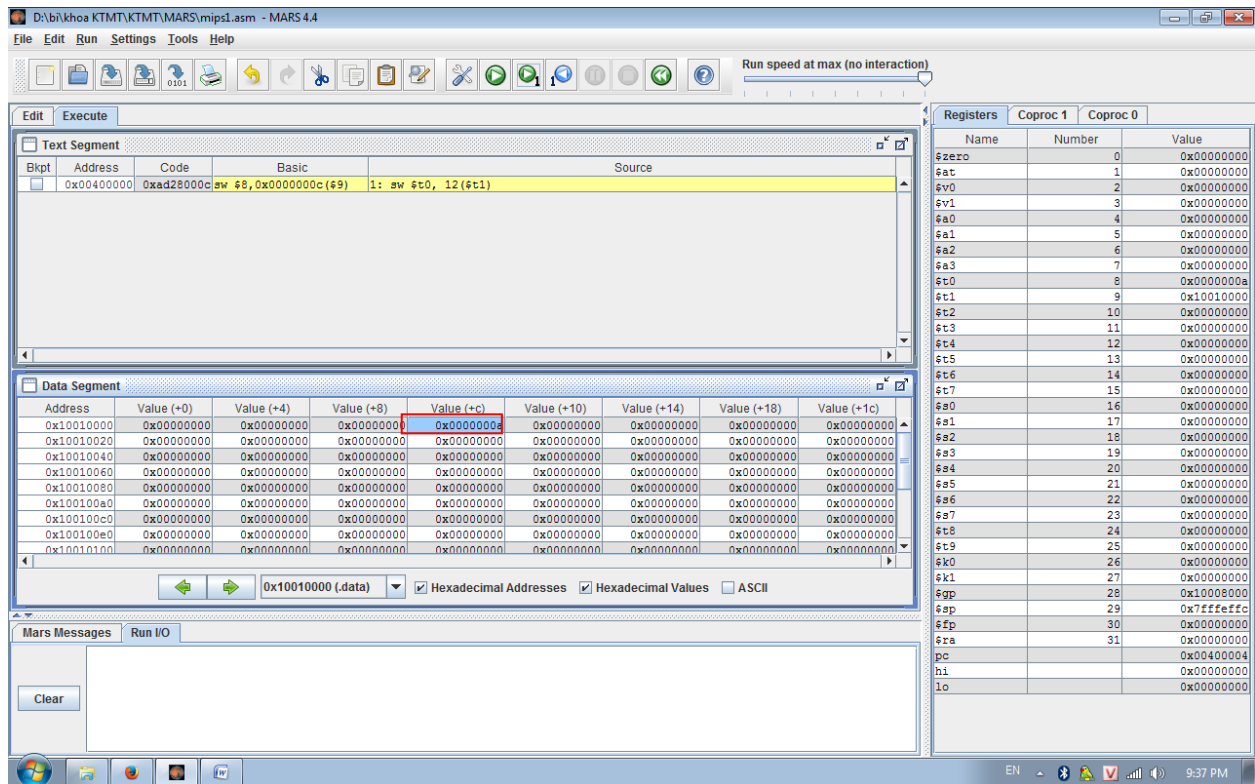 D:\bi\khoa KTMT\KTMT\MARS\mips1.asm - MARS 4.4
File Edit Run Settings Tools Help
Run speed at max (no interaction)
Edit Execute
Text Segment
Bkpt Address Code Basic Source
0x00400000 0xad28000c sw $8,0x0000000c($9) 1: sw $t0, 12($t1)
Data Segment
Address Value (+0) Value (+4) Value (+8) Value (+c) Value (+10) Value (+14) Value (+18) Value (+1c)
0x10010000 0x00000000 0x00000000 0x00000000 0x0000000a 0x00000000 0x00000000 0x00000000 0x00000000
0x10010020 0x00000000 0x00000000 0x00000000 0x00000000 0x00000000 0x00000000 0x00000000 0x00000000
0x10010040 0x00000000 0x00000000 0x00000000 0x00000000 0x00000000 0x00000000 0x00000000 0x00000000
0x10010060 0x00000000 0x00000000 0x00000000 0x00000000 0x00000000 0x00000000 0x00000000 0x00000000
0x10010080 0x00000000 0x00000000 0x00000000 0x00000000 0x00000000 0x00000000 0x00000000 0x00000000
0x100100a0 0x00000000 0x00000000 0x00000000 0x00000000 0x00000000 0x00000000 0x00000000 0x00000000
0x100100c0 0x00000000 0x00000000 0x00000000 0x00000000 0x00000000 0x00000000 0x00000000 0x00000000
0x100100e0 0x00000000 0x00000000 0x00000000 0x00000000 0x00000000 0x00000000 0x00000000 0x00000000
0x10010100 0x00000000 0x00000000 0x00000000 0x00000000 0x00000000 0x00000000 0x00000000 0x00000000
0x10010000 (.data) Hexadecimal Addresses Hexadecimal Values ASCII
Mars Messages Run I/O
Clear
Registers Coproc 1 Coproc 0
Name Number Value
$zero 0 0x00000000
$at 1 0x00000000
$v0 2 0x00000000
$v1 3 0x00000000
$a0 4 0x00000000
$a1 5 0x00000000
$a2 6 0x00000000
$a3 7 0x00000000
$t0 8 0x0000000a
$t1 9 0x10010000
$t2 10 0x00000000
$t3 11 0x00000000
$t4 12 0x00000000
$t5 13 0x00000000
$t6 14 0x00000000
$t7 15 0x00000000
$s0 16 0x00000000
$s1 17 0x00000000
$s2 18 0x00000000
$s3 19 0x00000000
$s4 20 0x00000000
$s5 21 0x00000000
$s6 22 0x00000000
$s7 23 0x00000000
$t8 24 0x00000000
$t9 25 0x00000000
$k0 26 0x00000000
$k1 27 0x00000000
$gp 28 0x10008000
$sp 29 0x7fffeffc
$fp 30 0x00000000
$ra 31 0x00000000
pc 0x00400004
hi 0x00000000
lo 0x00000000
EN 9:37 PM